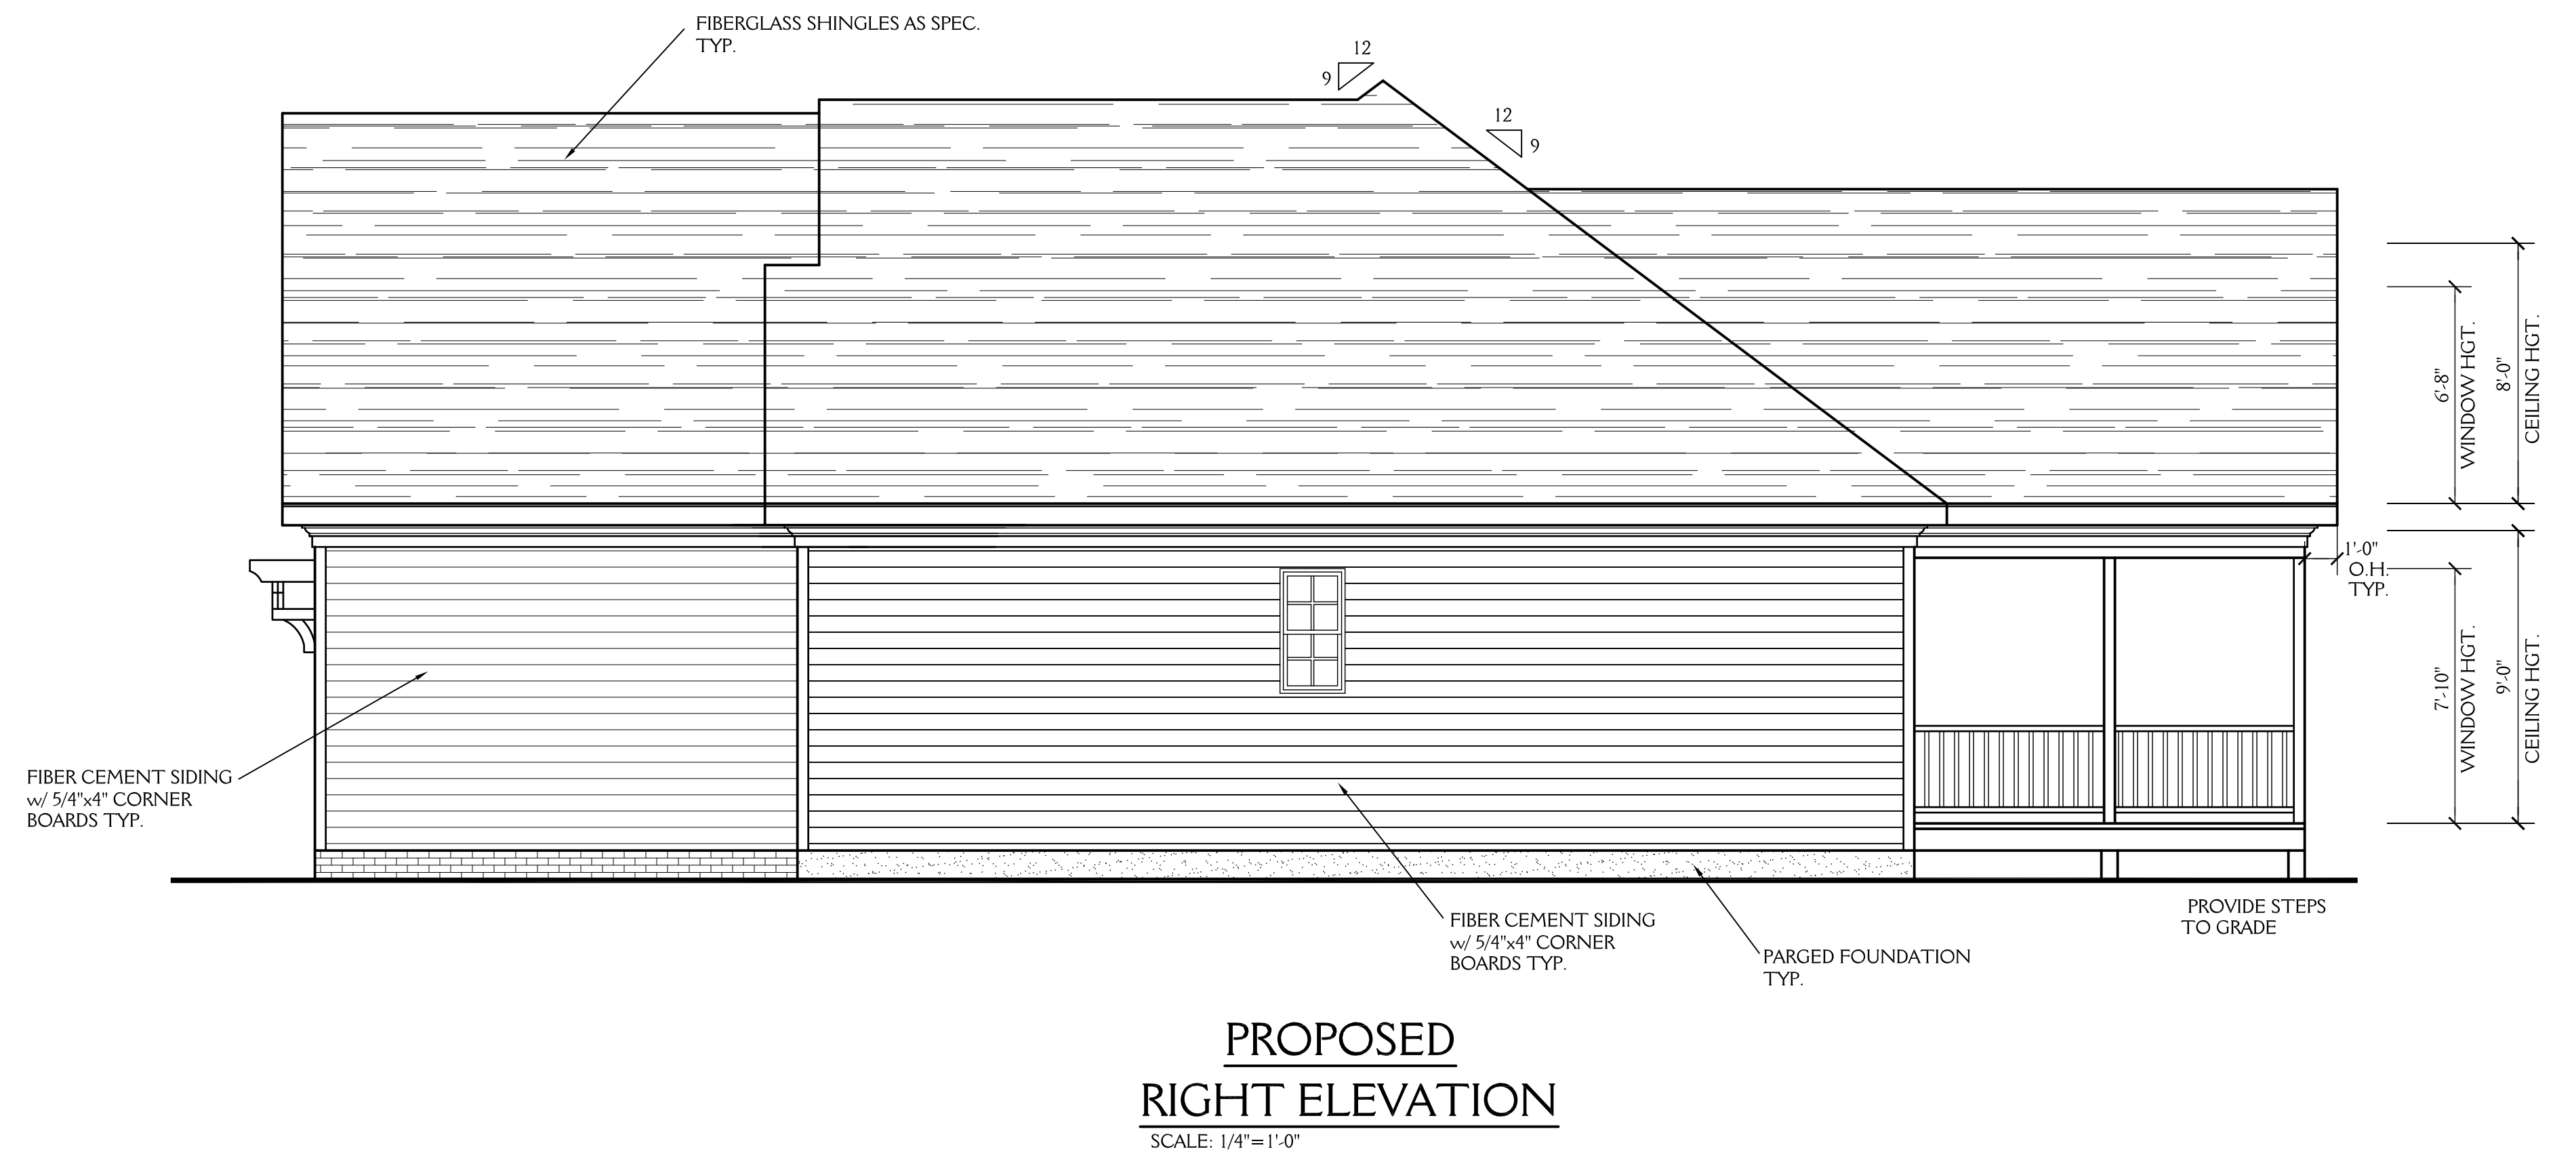 FIBERGLASS SHINGLES AS SPEC.
TYP.
12
9
12
9
6'-8"
WINDOW HGT.
8'-0"
CEILING HGT.
1'-0"
O.H.
TYP.
7'-10"
WINDOW HGT.
9'-0"
CEILING HGT.
FIBER CEMENT SIDING
w/ 5/4"x4" CORNER
BOARDS TYP.
PROVIDE STEPS
TO GRADE
FIBER CEMENT SIDING
w/ 5/4"x4" CORNER
BOARDS TYP.
PARGED FOUNDATION
TYP.
PROPOSED
RIGHT ELEVATION
SCALE: 1/4"=1'-0"